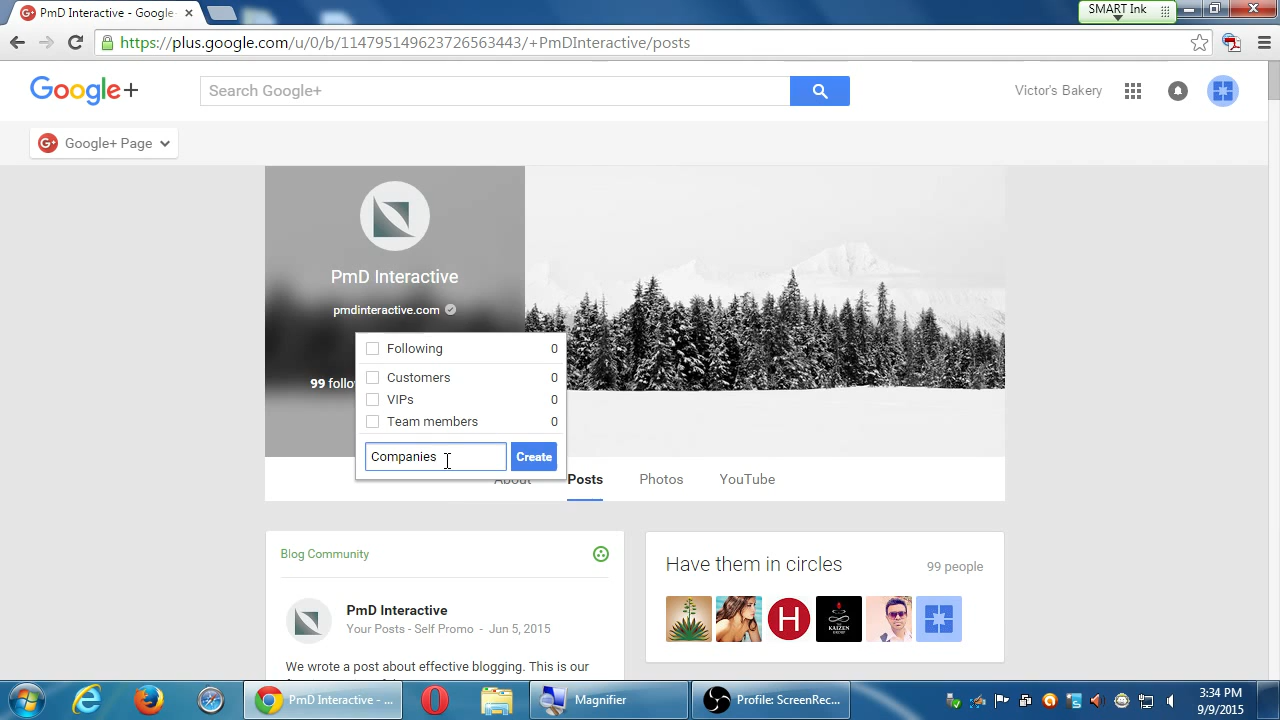 PmD Interactive - Google
SMART Ink
https://plus.google.com/u/0/b/114795149623726563443/+PmDInteractive/posts
Google+
Search Google+
Victor's Bakery
Google+ Page
PmD Interactive
pmdinteractive.com
Following 0
99 follo
Customers 0
VIPs 0
Team members 0
Companies
Create
About
Posts
Photos
YouTube
Blog Community
Have them in circles
99 people
PmD Interactive
Your Posts - Self Promo - Jun 5, 2015
H
KAIZEN
GROUP
We wrote a post about effective blogging. This is our
PmD Interactive - ...
Magnifier
Profile: ScreenRec...
3:34 PM
9/9/2015